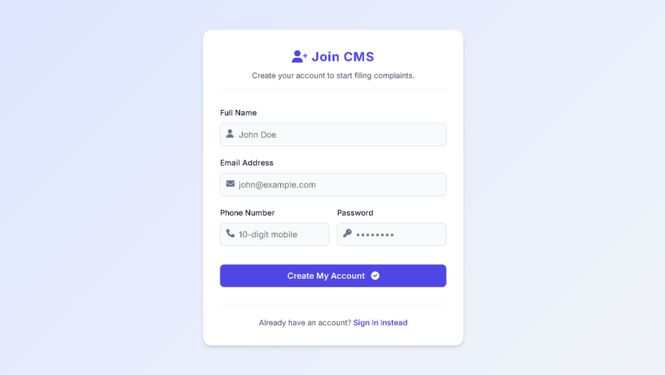 Join CMS
Create your account to start filing complaints.
Full Name
John Doe
Email Address
john@example.com
Phone Number
Password
10-digit mobile
••••••••
Create My Account
Already have an account? Sign in instead